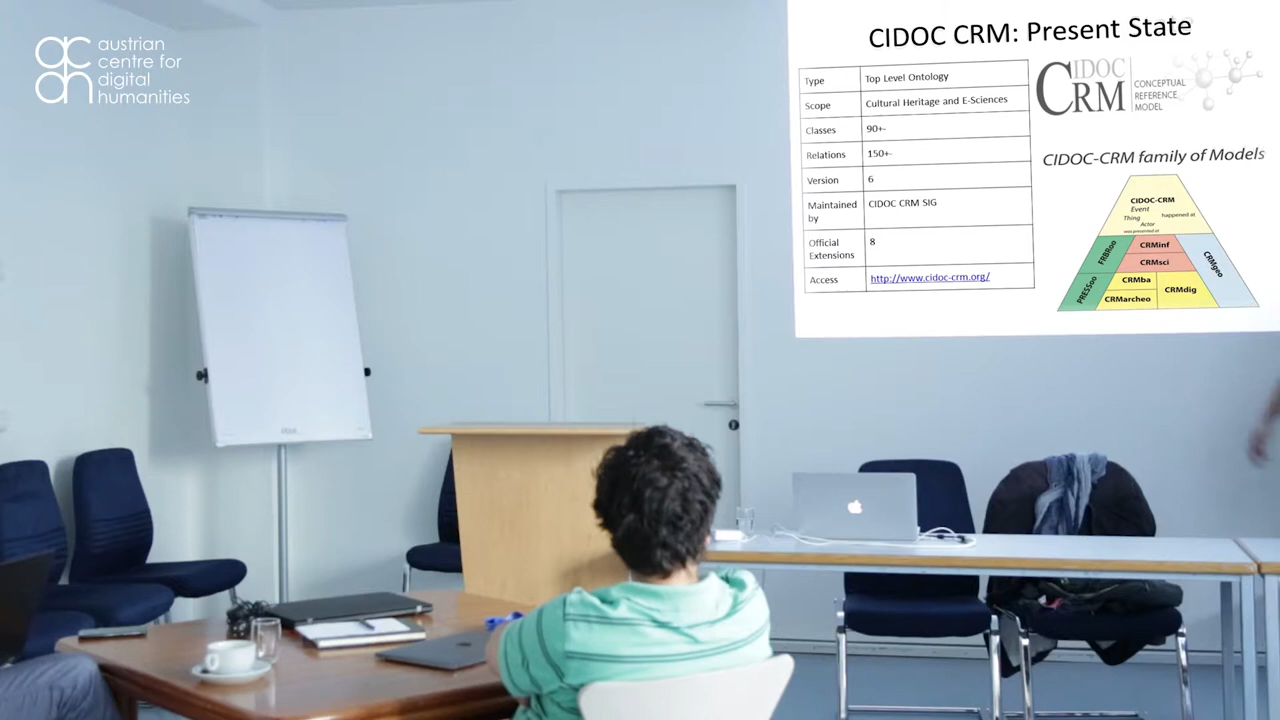 austrian
centre for
digital
humanities
CIDOC CRM: Present State
Type Top Level Ontology
Scope Cultural Heritage and E-Sciences
Classes 90+-
Relations 150+-
Version 6
Maintained by CIDOC CRM SIG
Official Extensions 8
Access http://www.cidoc-crm.org/
CIDOC
CRM
CONCEPTUAL
REFERENCE
MODEL
CIDOC-CRM family of Models
CIDOC-CRM
Event
Thing happened at
Actor
was presented at
FRBRoo
CRMinf
CRMsci
CRMgeo
PRESSoo
CRMba
CRMdig
CRMarcheo